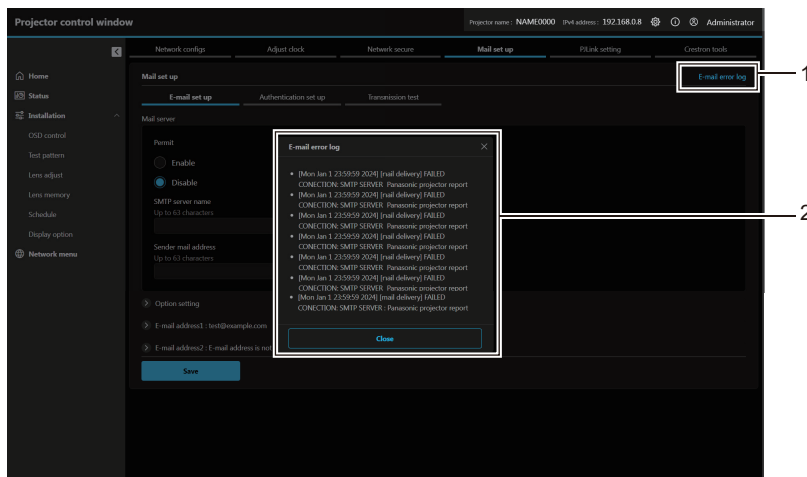 Projector control window
Projector name : NAME0000 IPv4 address : 192.168.0.8 Administrator
Network configs Adjust clock Network secure Mail set up PJLink setting Crestron tools
Home
Status
Installation
OSD control
Test pattern
Lens adjust
Lens memory
Schedule
Display option
Network menu
Mail set up
E-mail error log
1
E-mail set up Authentication set up Transmission test
Mail server
Permit
Enable
Disable
SMTP server name
Up to 63 characters
Sender mail address
Up to 63 characters
Option setting
E-mail address1 : test@example.com
E-mail address2 : E-mail address is not
Save
E-mail error log
2
[Mon Jan 1 23:59:59 2024] [nail delivery] FAILED
CONECTION: SMTP SERVER Panasonic projector report
[Mon Jan 1 23:59:59 2024] [nail delivery] FAILED
CONECTION: SMTP SERVER Panasonic projector report
[Mon Jan 1 23:59:59 2024] [nail delivery] FAILED
CONECTION: SMTP SERVER Panasonic projector report
[Mon Jan 1 23:59:59 2024] [nail delivery] FAILED
CONECTION: SMTP SERVER Panasonic projector report
[Mon Jan 1 23:59:59 2024] [nail delivery] FAILED
CONECTION: SMTP SERVER Panasonic projector report
[Mon Jan 1 23:59:59 2024] [nail delivery] FAILED
CONECTION: SMTP SERVER Panasonic projector report
[Mon Jan 1 23:59:59 2024] [mail delivery] FAILED
CONECTION: SMTP SERVER : Panasonic projector report
Close